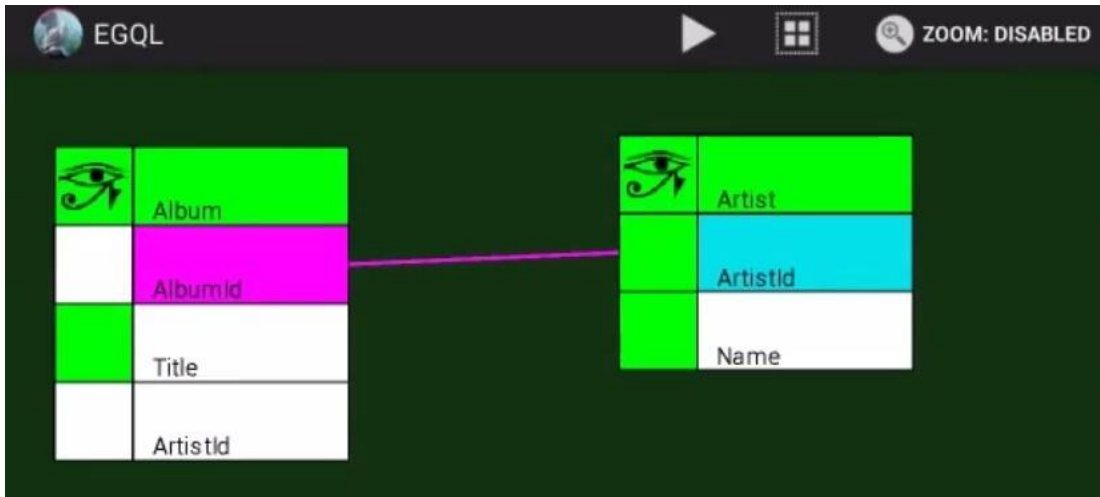 EGQL
ZOOM: DISABLED
Album
AlbumId
Title
ArtistId
Artist
ArtistId
Name